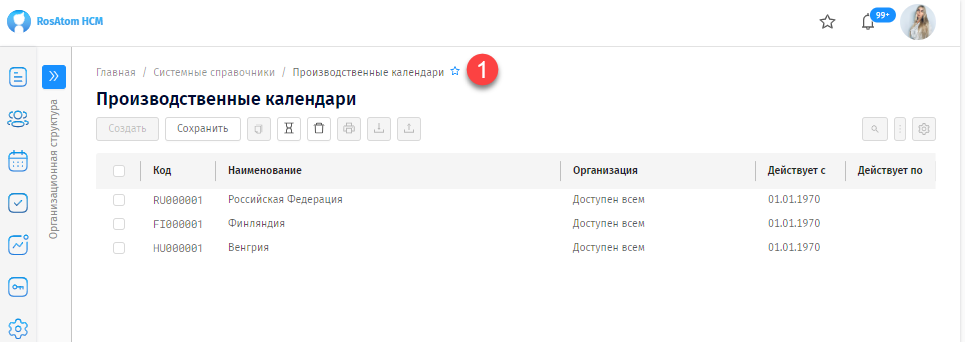 RosAtom HCM
99+
Главная / Системные справочники / Производственные календари
1
Производственные календари
Создать Сохранить
Организационная структура
Код Наименование Организация Действует с Действует по
RU000001 Российская Федерация Доступен всем 01.01.1970
FI000001 Финляндия Доступен всем 01.01.1970
HU000001 Венгрия Доступен всем 01.01.1970